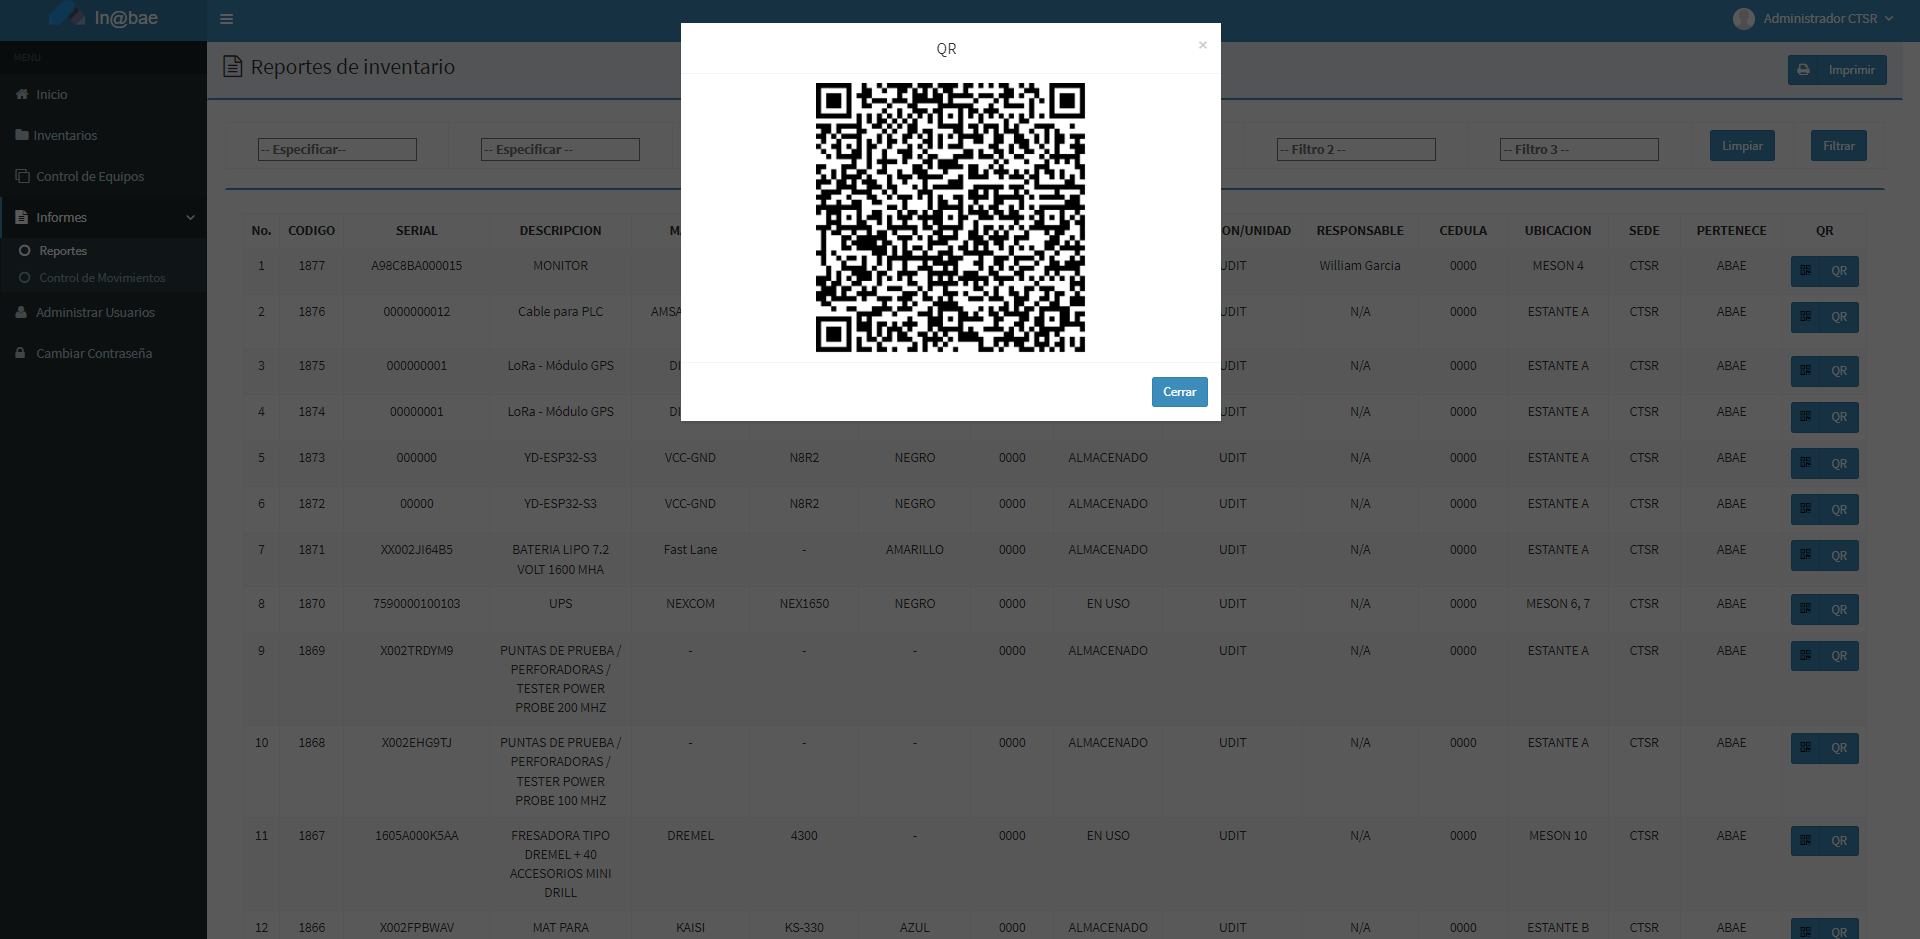 In@bae
Administrador CTSR
MENU
Inicio
Inventarios
Control de Equipos
Informes
Reportes
Control de Movimientos
Administrar Usuarios
Cambiar Contraseña
Reportes de inventario
Imprimir
QR
×
Cerrar
-- Especificar-- -- Especificar -- -- Filtro 2 -- -- Filtro 3 -- Limpiar Filtrar
No. CODIGO SERIAL DESCRIPCION ON/UNIDAD RESPONSABLE CEDULA UBICACION SEDE PERTENECE QR
1 1877 A98C8BA000015 MONITOR UDIT William Garcia 0000 MESON 4 CTSR ABAE QR
2 1876 0000000012 Cable para PLC AMSA UDIT N/A 0000 ESTANTE A CTSR ABAE QR
3 1875 000000001 LoRa - Módulo GPS DI UDIT N/A 0000 ESTANTE A CTSR ABAE QR
4 1874 00000001 LoRa - Módulo GPS DI UDIT N/A 0000 ESTANTE A CTSR ABAE QR
5 1873 000000 YD-ESP32-S3 VCC-GND N8R2 NEGRO 0000 ALMACENADO UDIT N/A 0000 ESTANTE A CTSR ABAE QR
6 1872 00000 YD-ESP32-S3 VCC-GND N8R2 NEGRO 0000 ALMACENADO UDIT N/A 0000 ESTANTE A CTSR ABAE QR
7 1871 XX002JI64B5 BATERIA LIPO 7.2 Fast Lane - AMARILLO 0000 ALMACENADO UDIT N/A 0000 ESTANTE A CTSR ABAE QR
VOLT 1600 MHA
8 1870 7590000100103 UPS NEXCOM NEX1650 NEGRO 0000 EN USO UDIT N/A 0000 MESON 6, 7 CTSR ABAE QR
9 1869 X002TRDYM9 PUNTAS DE PRUEBA / - - - 0000 ALMACENADO UDIT N/A 0000 ESTANTE A CTSR ABAE QR
PERFORADORAS /
TESTER POWER
PROBE 200 MHZ
10 1868 X002EHG9TJ PUNTAS DE PRUEBA / - - - 0000 ALMACENADO UDIT N/A 0000 ESTANTE A CTSR ABAE QR
PERFORADORAS /
TESTER POWER
PROBE 100 MHZ
11 1867 1605A000K5AA FRESADORA TIPO DREMEL 4300 - 0000 EN USO UDIT N/A 0000 MESON 10 CTSR ABAE QR
DREMEL + 40
ACCESORIOS MINI
DRILL
12 1866 X002FPBWAV MAT PARA KAISI KS-330 AZUL 0000 ALMACENADO UDIT N/A 0000 ESTANTE B CTSR ABAE QR